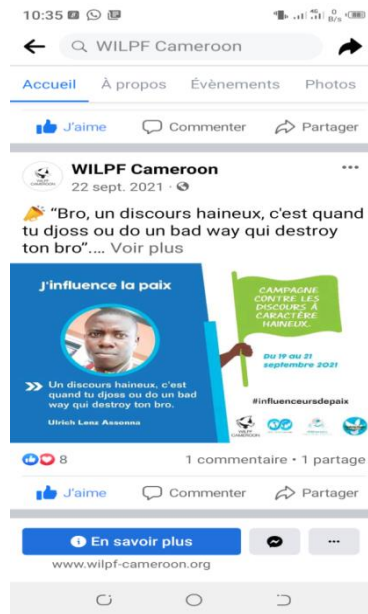 10:35
4G
0
B/s
WILPF Cameroon
Accueil À propos Évènements Photos
J'aime Commenter Partager
WILPF Cameroon
22 sept. 2021
“Bro, un discours haineux, c'est quand
tu djoss ou do un bad way qui destroy
ton bro”.... Voir plus
J'influence la paix
CAMPAGNE
CONTRE LES
DISCOURS À
CARACTÈRE
HAINEUX.
Du 19 au 21
septembre 2021
Un discours haineux, c'est
quand tu djoss ou do un bad
way qui destroy ton bro.
Ulrich Lenz Assonna
#influenceursdepaix
8 1 commentaire • 1 partage
J'aime Commenter Partager
En savoir plus
www.wilpf-cameroon.org